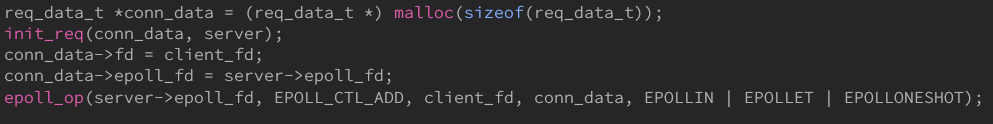 req_data_t *conn_data = (req_data_t *) malloc(sizeof(req_data_t));
init_req(conn_data, server);
conn_data->fd = client_fd;
conn_data->epoll_fd = server->epoll_fd;
epoll_op(server->epoll_fd, EPOLL_CTL_ADD, client_fd, conn_data, EPOLLIN | EPOLLET | EPOLLONESHOT);